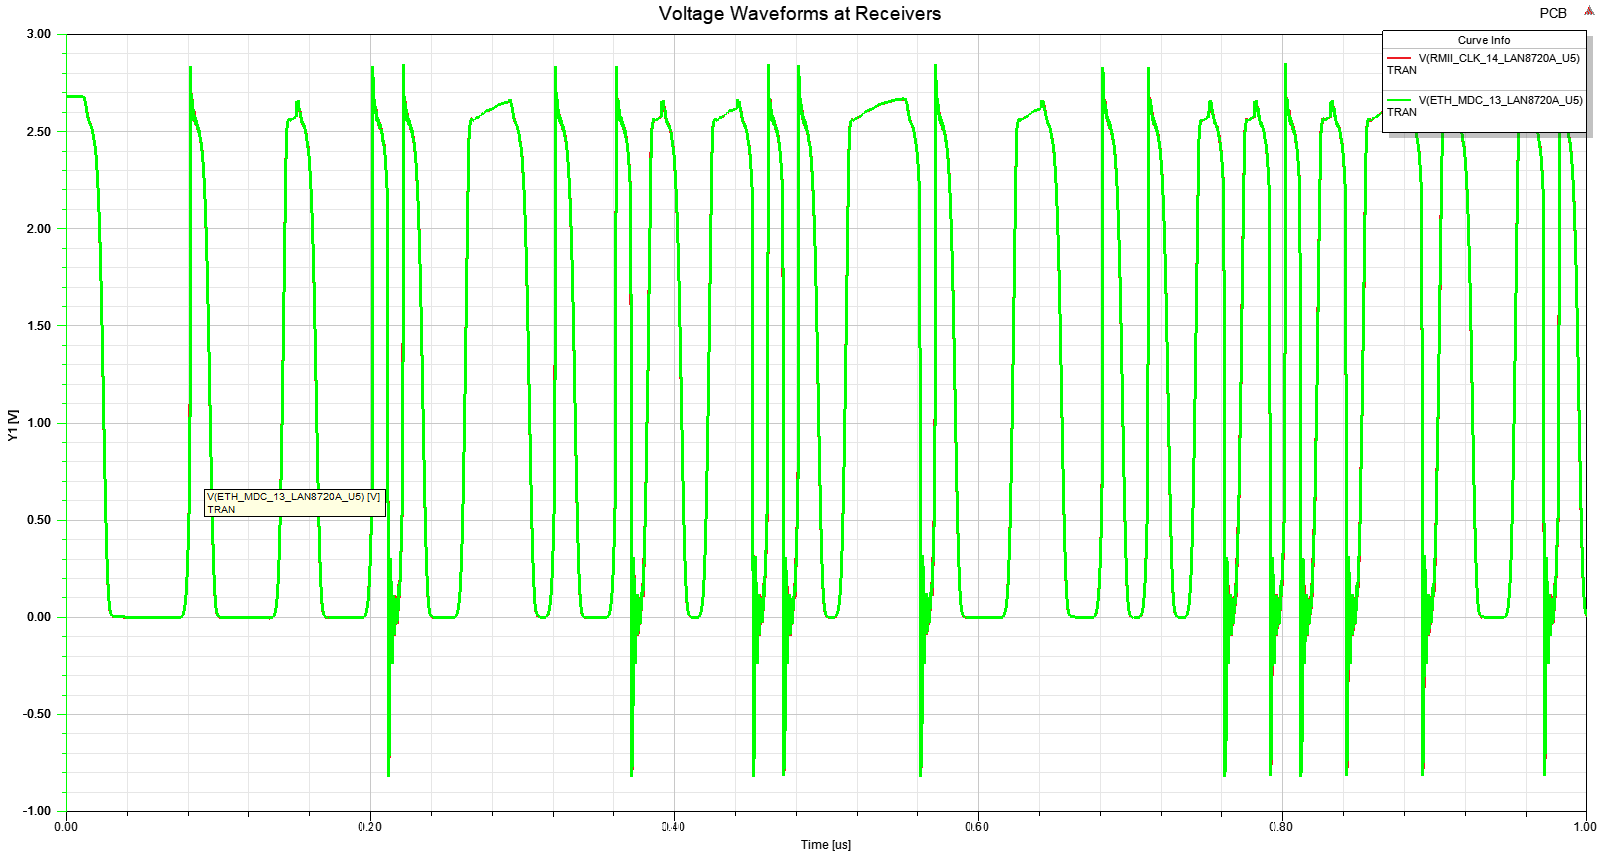 Voltage Waveforms at Receivers
PCB
Curve Info
V(RMII_CLK_14_LAN8720A_U5)
TRAN
V(ETH_MDC_13_LAN8720A_U5)
TRAN
3.00
2.50
2.00
1.50
1.00
0.50
0.00
-0.50
-1.00
Y1 [V]
V(ETH_MDC_13_LAN8720A_U5) [V]
TRAN
0.00 0.20 0.40 0.60 0.80 1.00
Time [us]